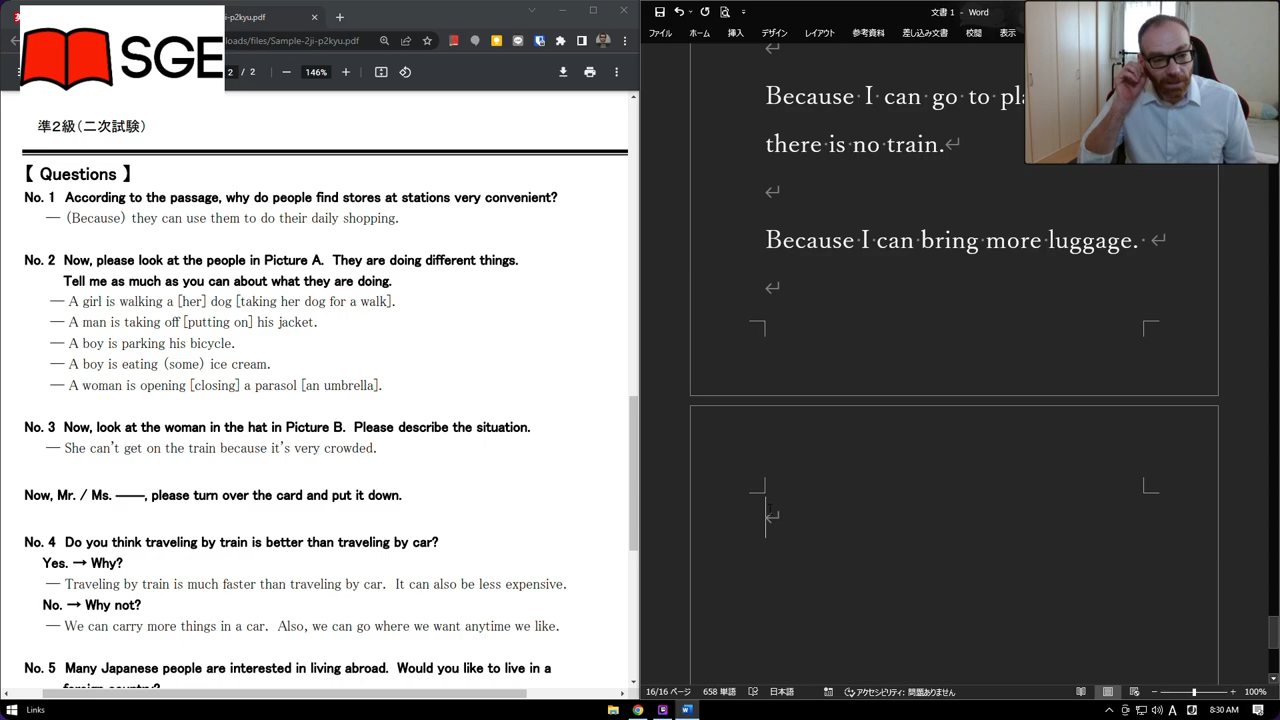 ji-p2kyu.pdf
SGE
loads/files/Sample-2ji-p2kyu.pdf
2 / 2
146%
準2級(二次試験)
【 Questions 】
No. 1 According to the passage, why do people find stores at stations very convenient?
— (Because) they can use them to do their daily shopping.
No. 2 Now, please look at the people in Picture A. They are doing different things.
Tell me as much as you can about what they are doing.
— A girl is walking a [her] dog [taking her dog for a walk].
— A man is taking off [putting on] his jacket.
— A boy is parking his bicycle.
— A boy is eating (some) ice cream.
— A woman is opening [closing] a parasol [an umbrella].
No. 3 Now, look at the woman in the hat in Picture B. Please describe the situation.
— She can't get on the train because it's very crowded.
Now, Mr. / Ms. ——, please turn over the card and put it down.
No. 4 Do you think traveling by train is better than traveling by car?
Yes. → Why?
— Traveling by train is much faster than traveling by car. It can also be less expensive.
No. → Why not?
— We can carry more things in a car. Also, we can go where we want anytime we like.
No. 5 Many Japanese people are interested in living abroad. Would you like to live in a
文書 1 - Word
ファイル ホーム 挿入 デザイン レイアウト 参考資料 差し込み文書 校閲 表示
Because I can go to pla
there is no train.
Because I can bring more luggage.
16/16 ページ 658 単語 日本語 アクセシビリティ: 問題ありません 100%
Links
A
8:30 AM